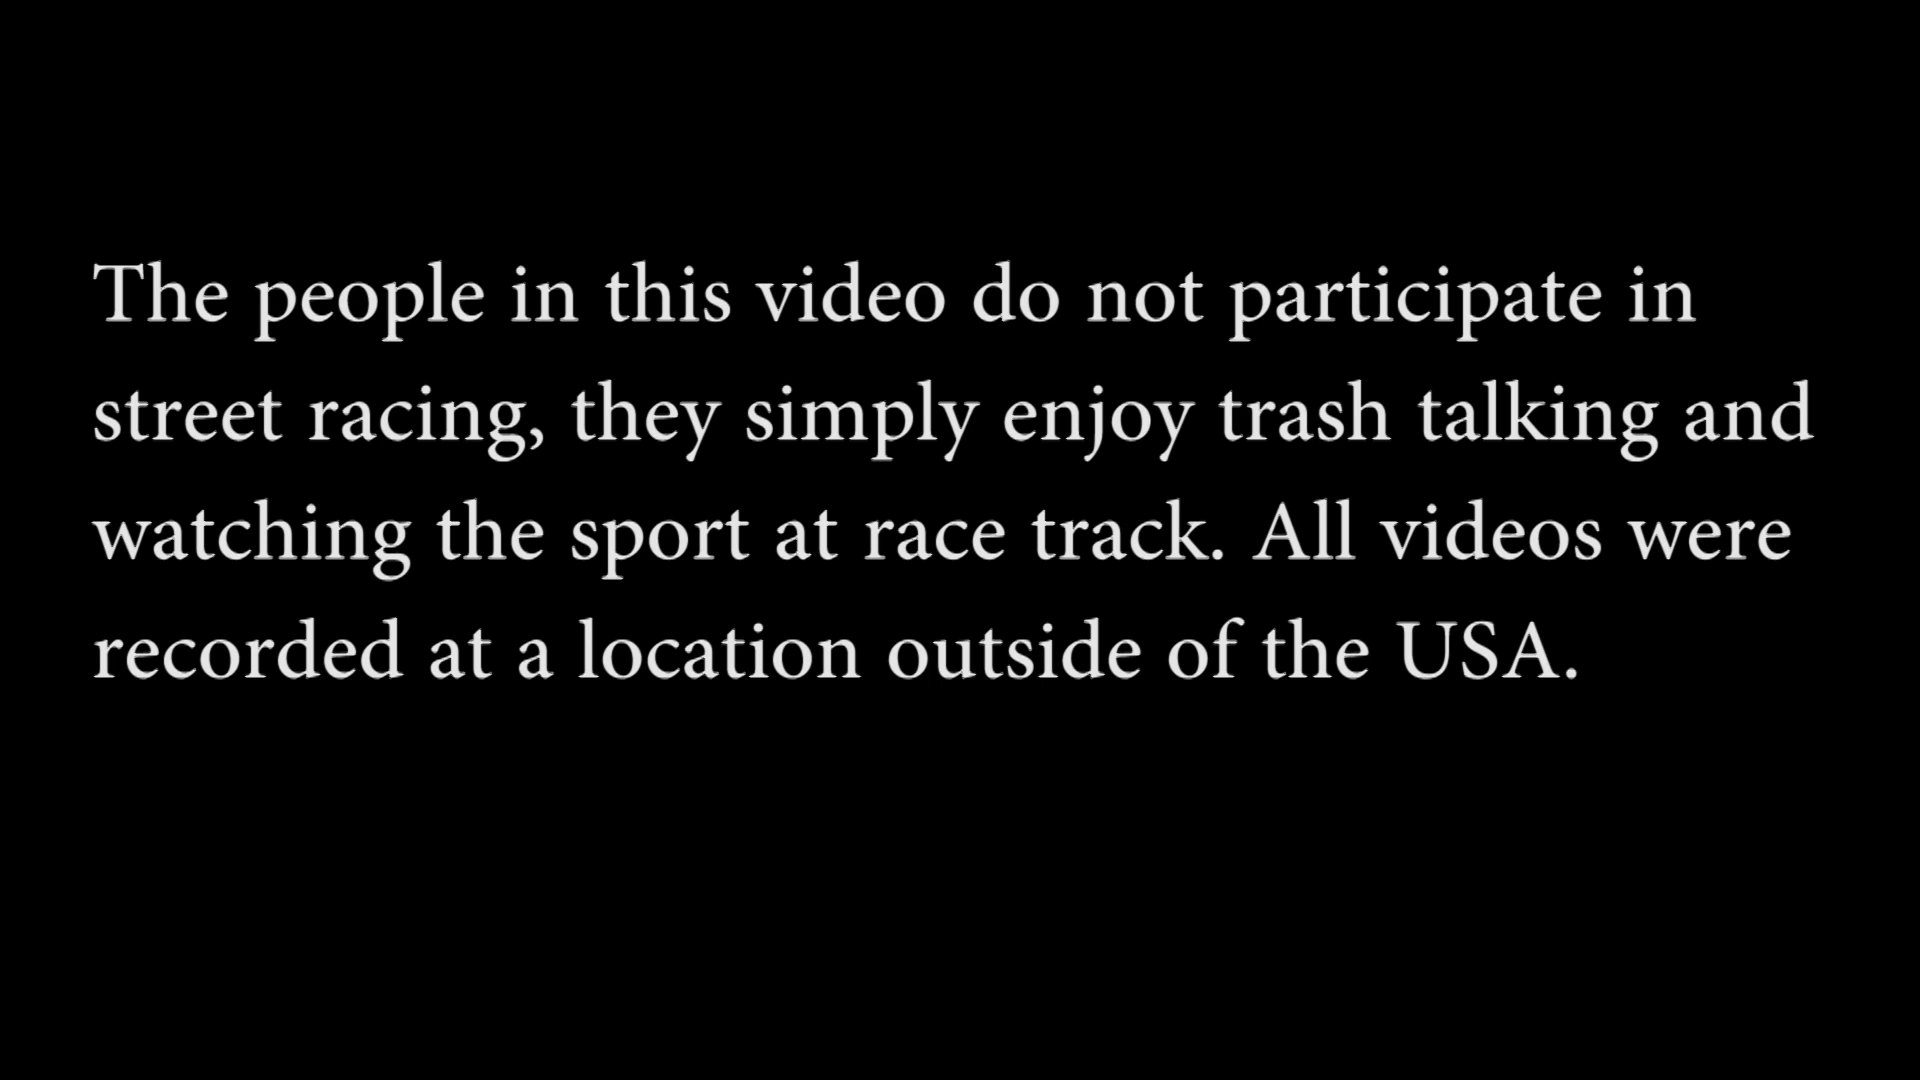 The people in this video do not participate in
street racing, they simply enjoy trash talking and
watching the sport at race track. All videos were
recorded at a location outside of the USA.